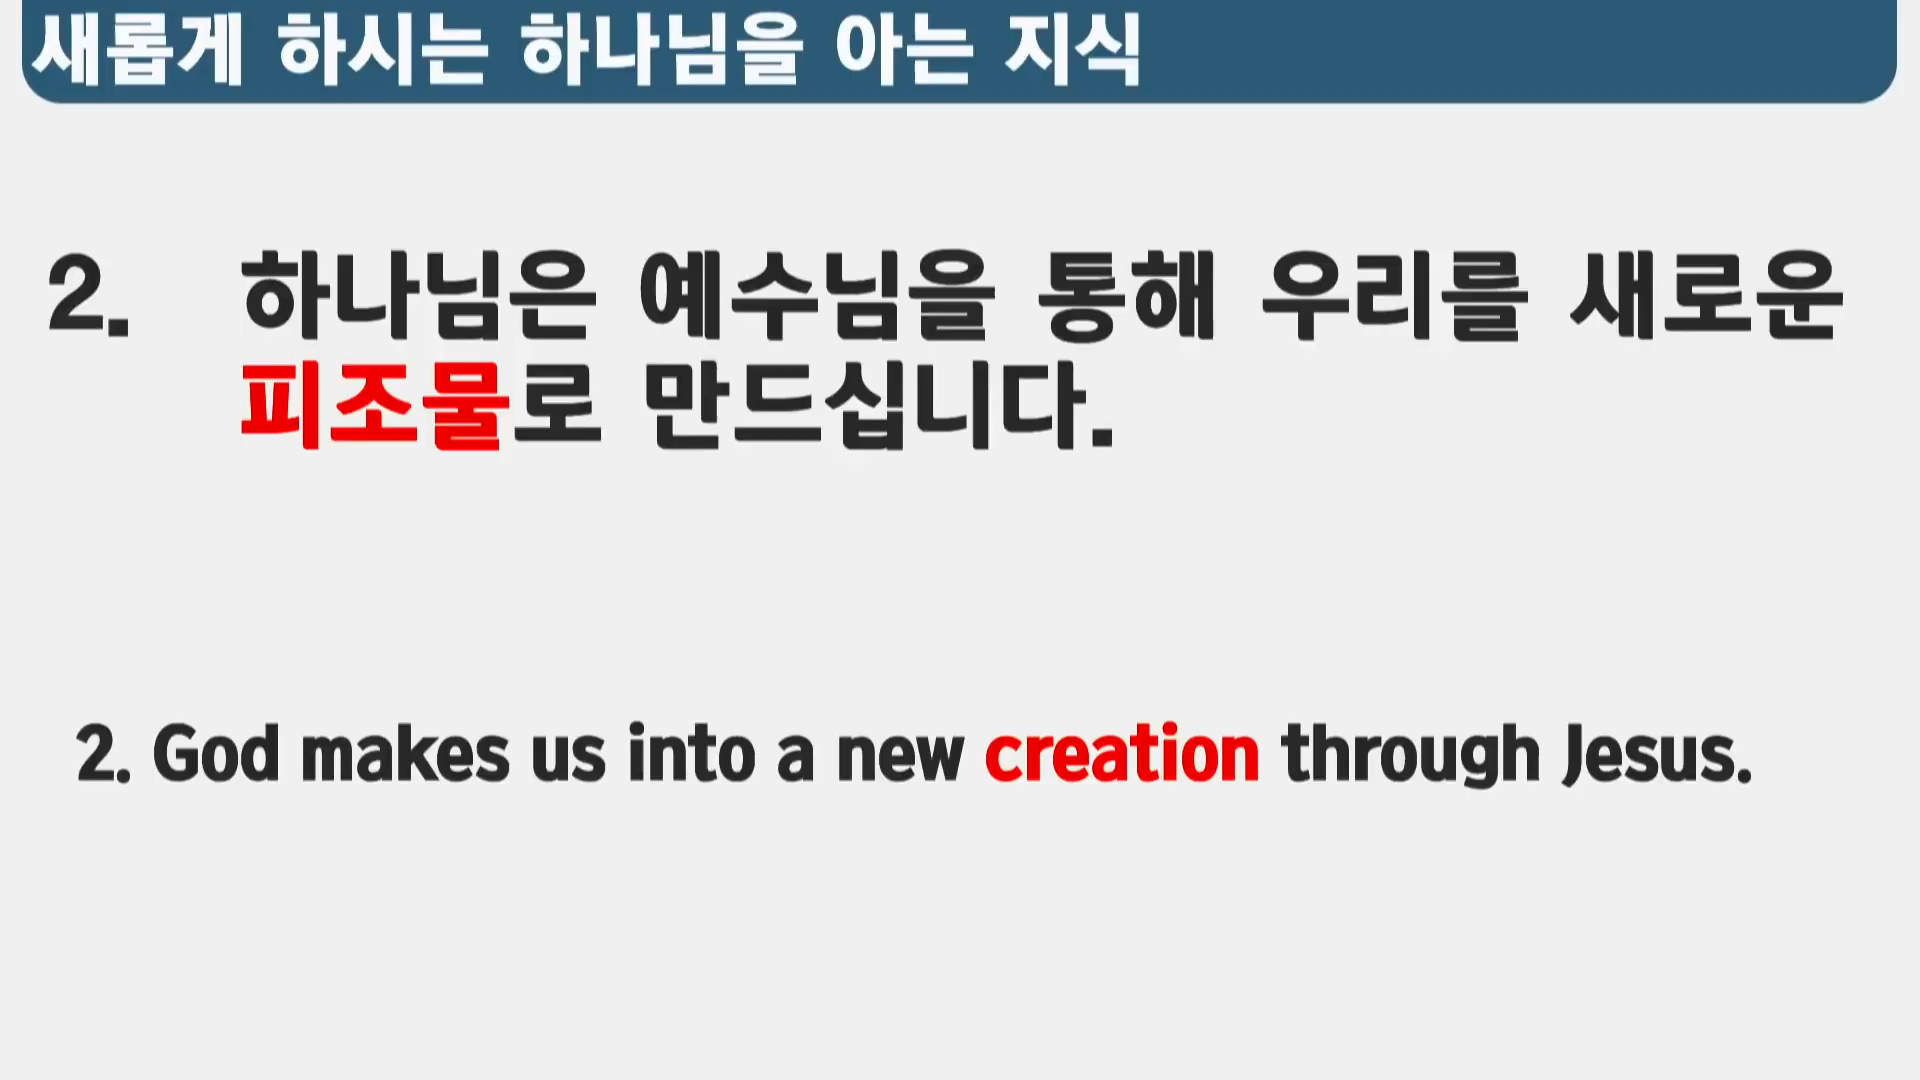 새롭게 하시는 하나님을 아는 지식
2. 하나님은 예수님을 통해 우리를 새로운
피조물로 만드십니다.
2. God makes us into a new creation through Jesus.